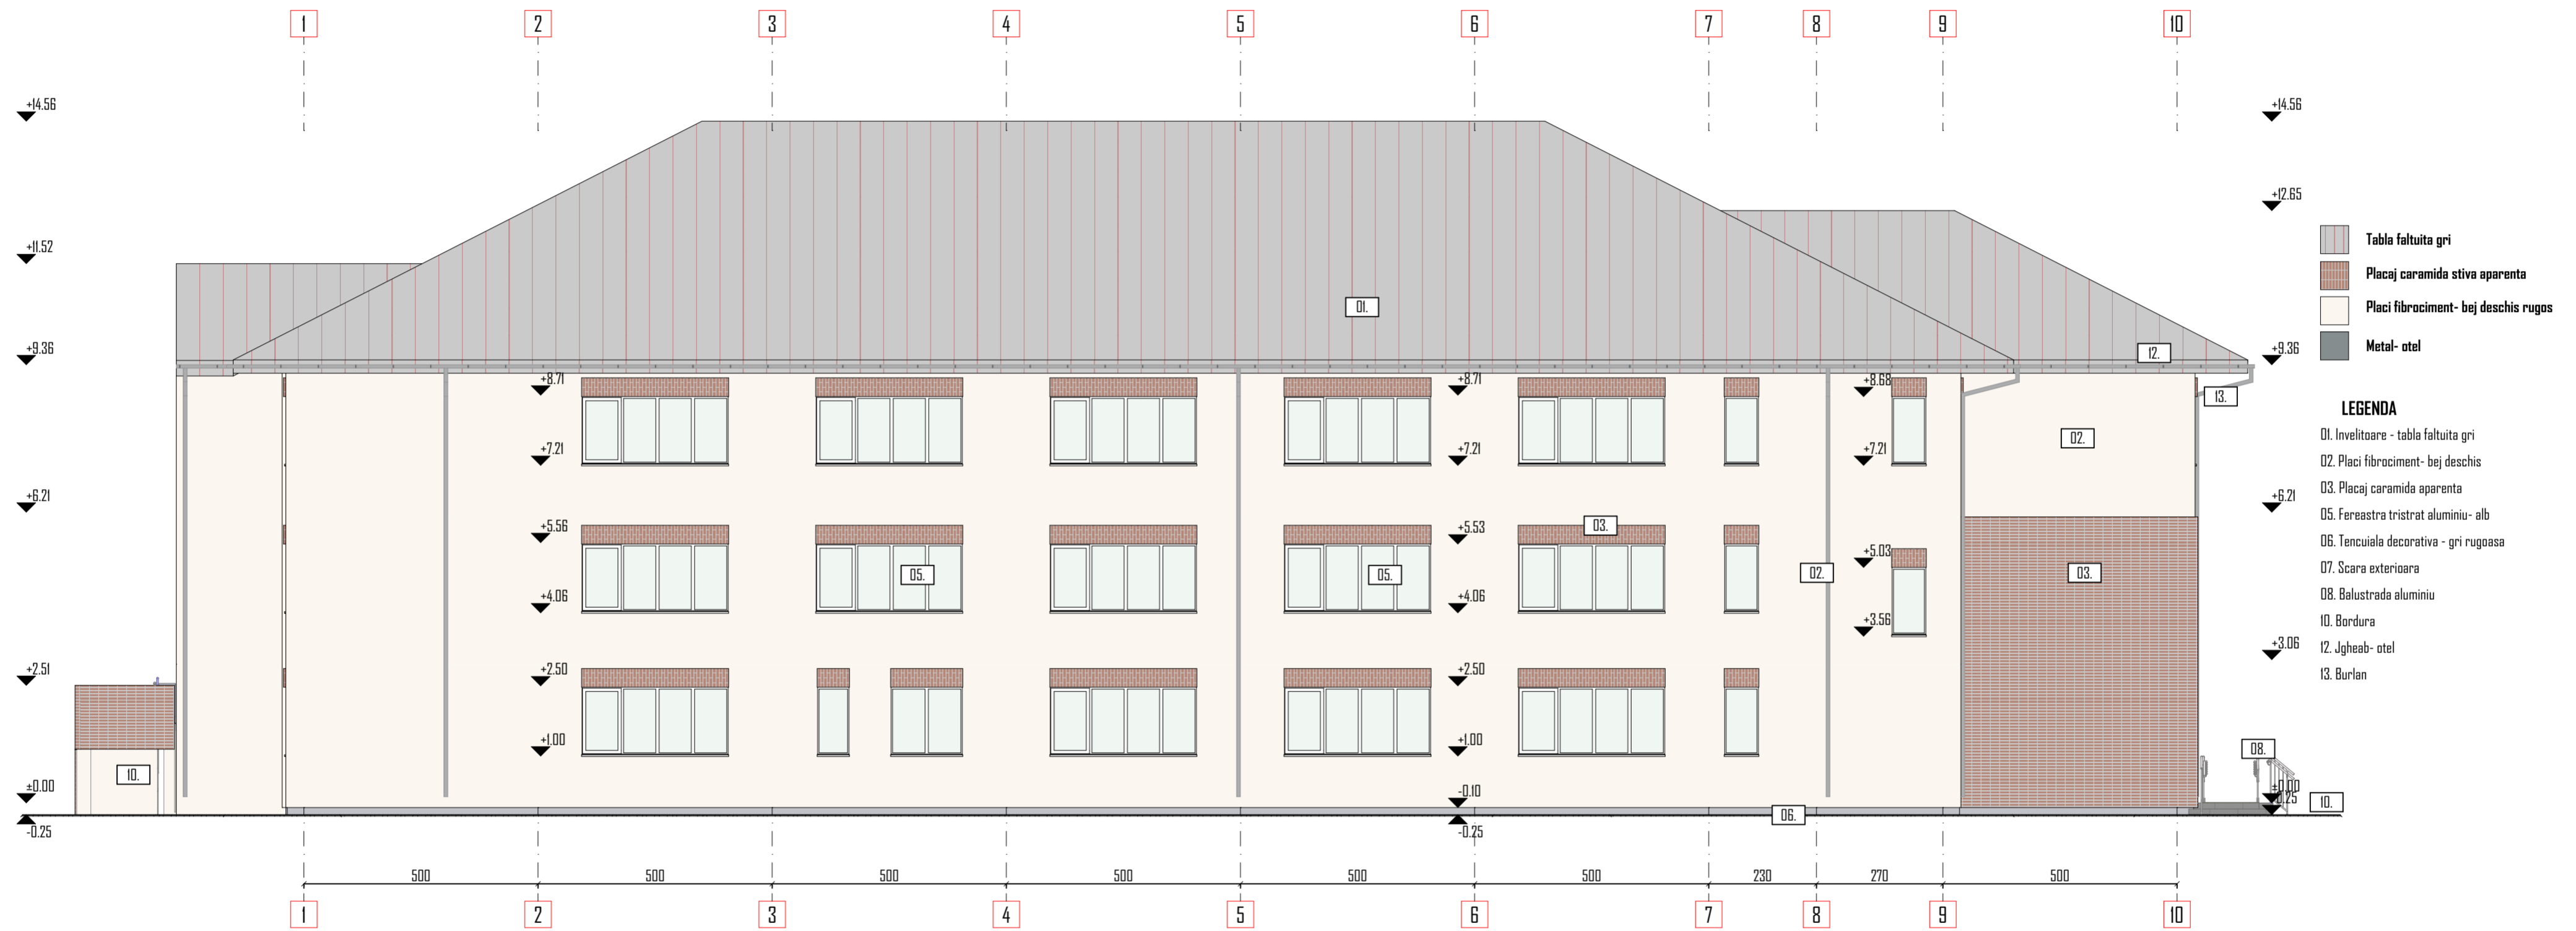 1 2 3 4 5 6 7 8 9 10
+14.56 +14.56
+12.65
+11.52
Tabla faltuita gri
Placaj caramida stiva aparenta
01.
Placi fibrociment- bej deschis rugos
Metal- otel
+9.36 12. +9.36
+8.71 +8.71 +8.68
13.
LEGENDA
02.
01. Invelitoare - tabla faltuita gri
+7.21 +7.21 +7.21
02. Placi fibrociment- bej deschis
03. Placaj caramida aparenta
+6.21 +6.21
05. Fereastra tristrat aluminiu- alb
+5.56 +5.53 03.
06. Tencuiala decorativa - gri rugoasa
+5.03
07. Scara exterioara
05. 05. 02. 03.
08. Balustrada aluminiu
+4.06 +4.06
+3.56
10. Bordura
+3.06
12. Jgheab- otel
+2.51 +2.50 +2.50
13. Burlan
+1.00 +1.00
08.
10.
±0.00 -0.10 ±0.00
-0.25 10.
06.
-0.25 -0.25
500 500 500 500 500 500 230 270 500
1 2 3 4 5 6 7 8 9 10